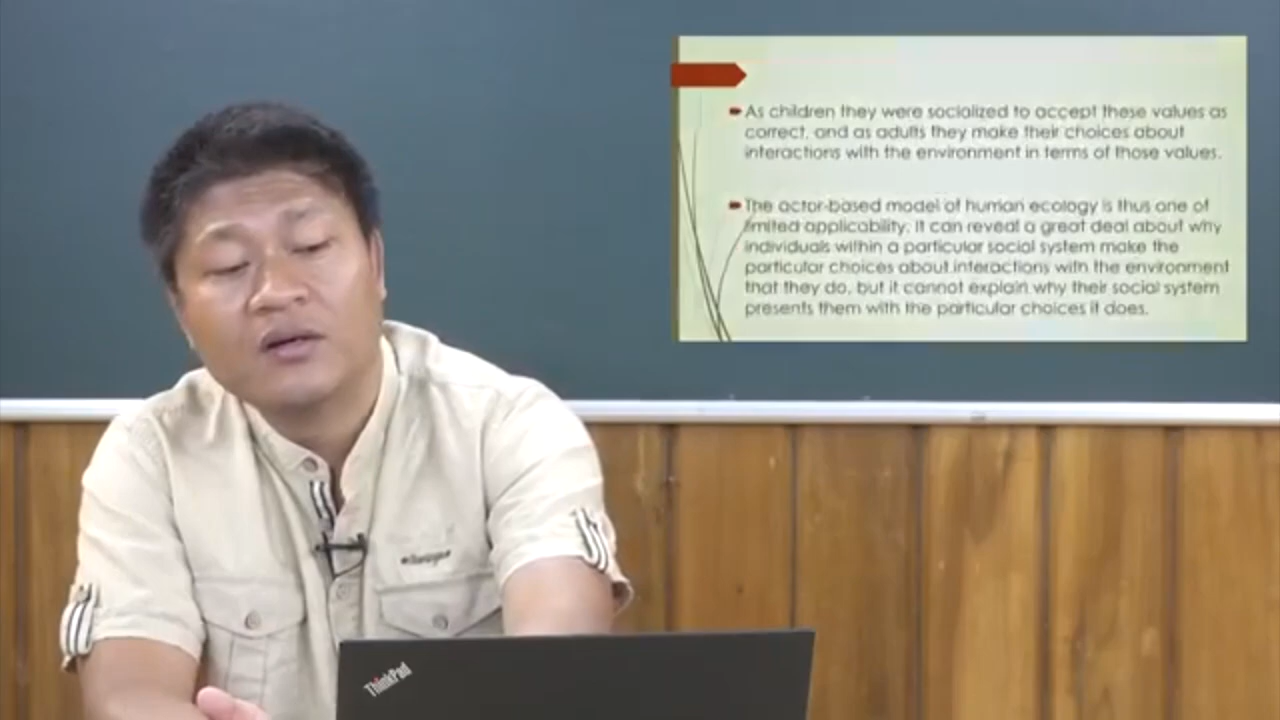 As children they were socialized to accept these values as
correct, and as adults they make their choices about
interactions with the environment in terms of those values.
The actor-based model of human ecology is thus one of
limited applicability. It can reveal a great deal about why
individuals within a particular social system make the
particular choices about interactions with the environment
that they do, but it cannot explain why their social system
presents them with the particular choices it does.
ThinkPad